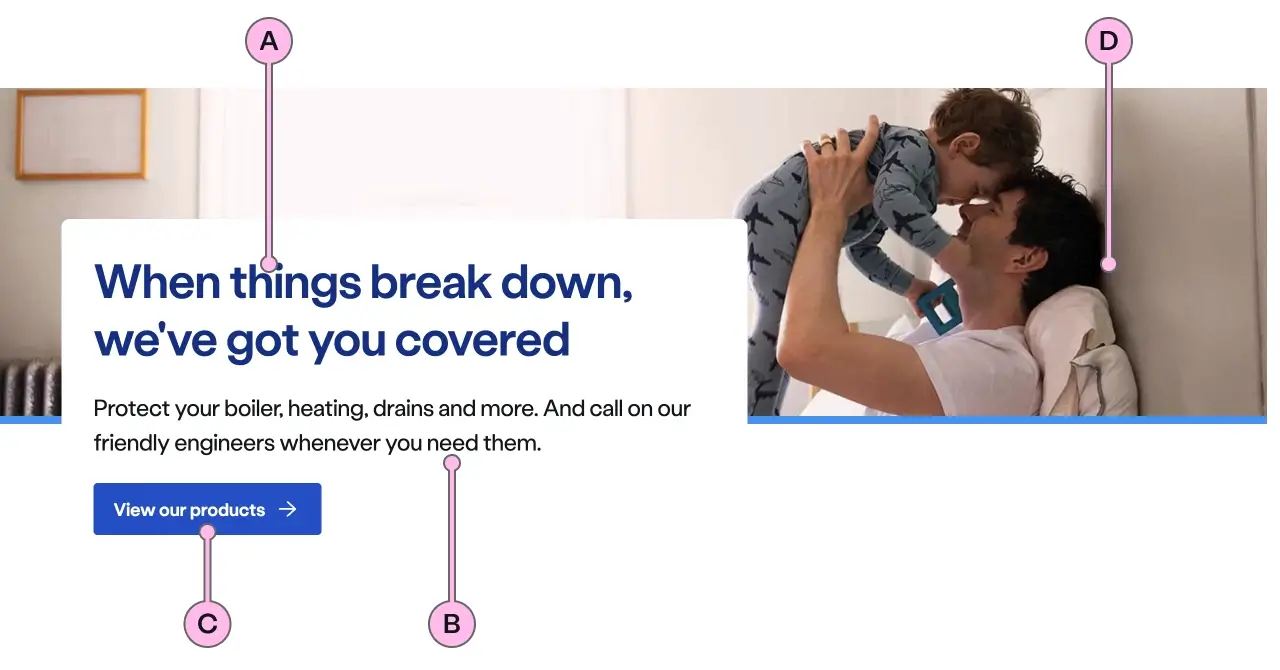 A
D
When things break down,
we've got you covered
Protect your boiler, heating, drains and more. And call on our
friendly engineers whenever you need them.
View our products
C
B